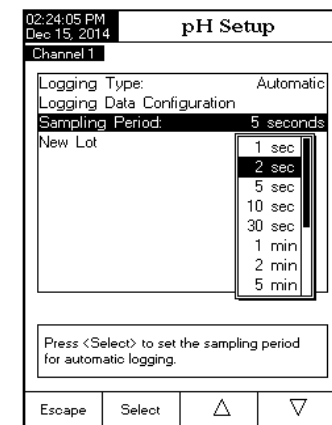 02:24:05 PM
Dec 15, 2014
pH Setup
Channel 1
Logging Type: Automatic
Logging Data Configuration
Sampling Period: 5 seconds
New Lot
1 sec
2 sec
5 sec
10 sec
30 sec
1 min
2 min
5 min
Press <Select> to set the sampling period
for automatic logging.
Escape Select △ ▽